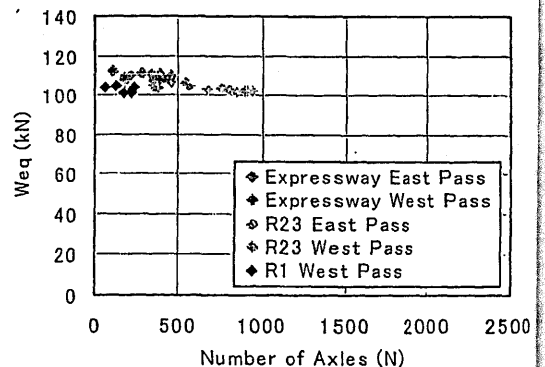 140
120
100
80
60
40
20
0
Weq (kN)
Expressway East Pass
Expressway West Pass
R23 East Pass
R23 West Pass
R1 West Pass
0 500 1000 1500 2000 2500
Number of Axles (N)